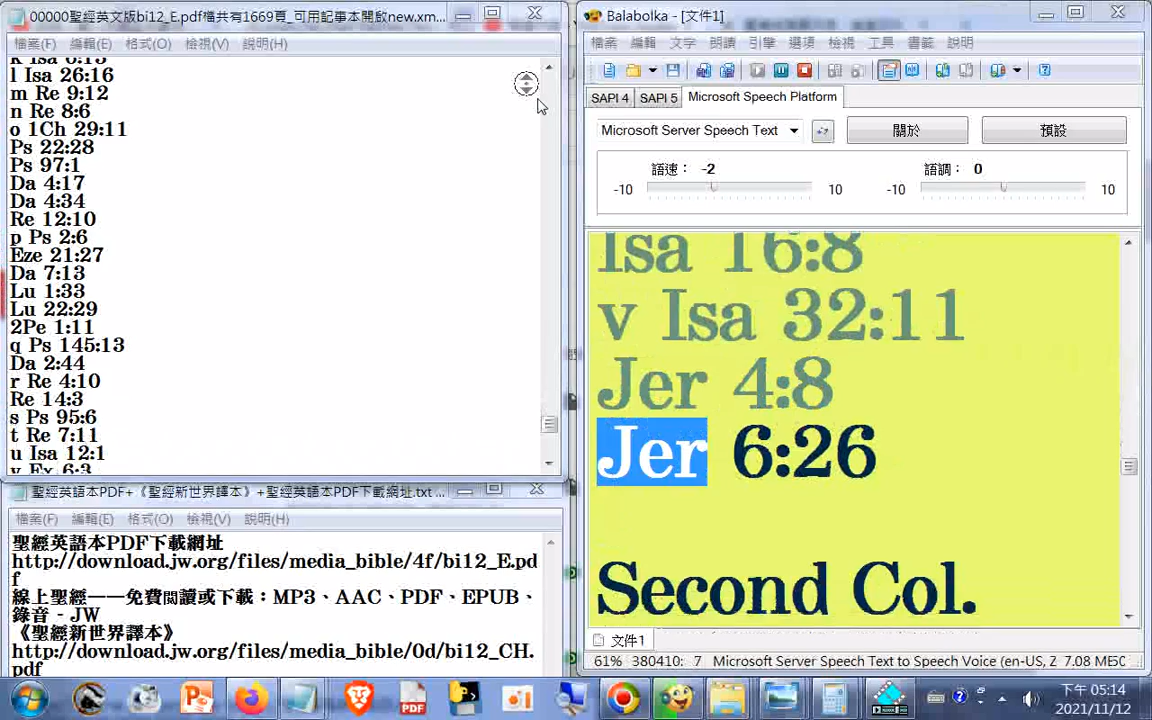 00000聖經英文版bi12_E.pdf檔共有1669頁_可用記事本開啟new.xm...
檔案(F) 編輯(E) 格式(O) 檢視(V) 說明(H)
k Isa 6:13
l Isa 26:16
m Re 9:12
n Re 8:6
o 1Ch 29:11
Ps 22:28
Ps 97:1
Da 4:17
Da 4:34
Re 12:10
p Ps 2:6
Eze 21:27
Da 7:13
Lu 1:33
Lu 22:29
2Pe 1:11
q Ps 145:13
Da 2:44
r Re 4:10
Re 14:3
s Ps 95:6
t Re 7:11
u Isa 12:1
v Ex 6:3
聖經英語本PDF+《聖經新世界譯本》+聖經英語本PDF下載網址.txt ...
檔案(F) 編輯(E) 格式(O) 檢視(V) 說明(H)
聖經英語本PDF下載網址
http://download.jw.org/files/media_bible/4f/bi12_E.pd
f
線上聖經——免費閱讀或下載：MP3、AAC、PDF、EPUB、
錄音 - JW
《聖經新世界譯本》
http://download.jw.org/files/media_bible/0d/bi12_CH.
pdf
Balabolka - [文件1]
檔案 編輯 文字 朗讀 引擎 選項 檢視 工具 書籤 說明
SAPI 4 SAPI 5 Microsoft Speech Platform
Microsoft Server Speech Text 關於 預設
語速： -2 語調： 0
-10 10 -10 10
Isa 16:8
v Isa 32:11
Jer 4:8
Jer 6:26
Second Col.
文件1
61% 380410: 7 Microsoft Server Speech Text to Speech Voice (en-US, Z 7.08 МБ
PDF
下午 05:14
2021/11/12